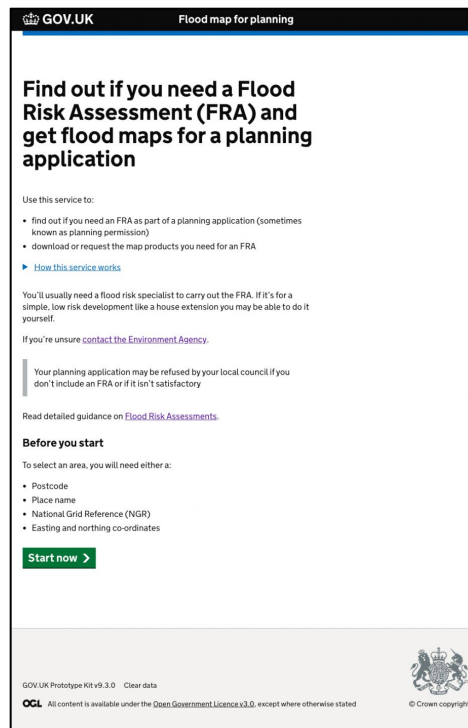 GOV.UK Flood map for planning
Find out if you need a Flood
Risk Assessment (FRA) and
get flood maps for a planning
application
Use this service to:
• find out if you need an FRA as part of a planning application (sometimes
known as planning permission)
• download or request the map products you need for an FRA
▶ How this service works
You’ll usually need a flood risk specialist to carry out the FRA. If it’s for a
simple, low risk development like a house extension you may be able to do it
yourself.
If you’re unsure contact the Environment Agency.
Your planning application may be refused by your local council if you
don’t include an FRA or if it isn’t satisfactory
Read detailed guidance on Flood Risk Assessments.
Before you start
To select an area, you will need either a:
• Postcode
• Place name
• National Grid Reference (NGR)
• Easting and northing co-ordinates
Start now >
GOV.UK Prototype Kit v9.3.0 Clear data
OGL All content is available under the Open Government Licence v3.0, except where otherwise stated
© Crown copyright